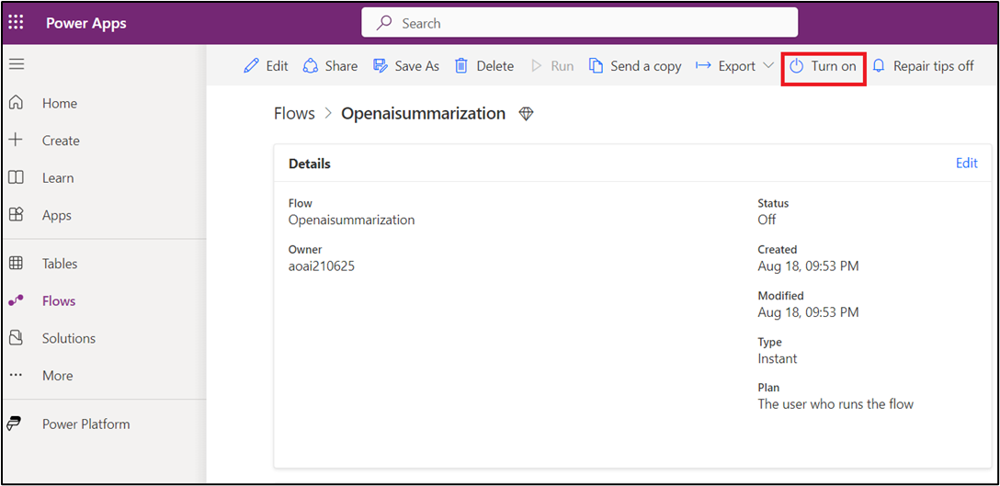 Power Apps
Search
Edit Share Save As Delete Run Send a copy Export Turn on Repair tips off
Home
Create
Learn
Apps
Tables
Flows
Solutions
More
Power Platform
Flows > Openaisummarization
Details Edit
Flow
Openaisummarization
Owner
aoai210625
Status
Off
Created
Aug 18, 09:53 PM
Modified
Aug 18, 09:53 PM
Type
Instant
Plan
The user who runs the flow